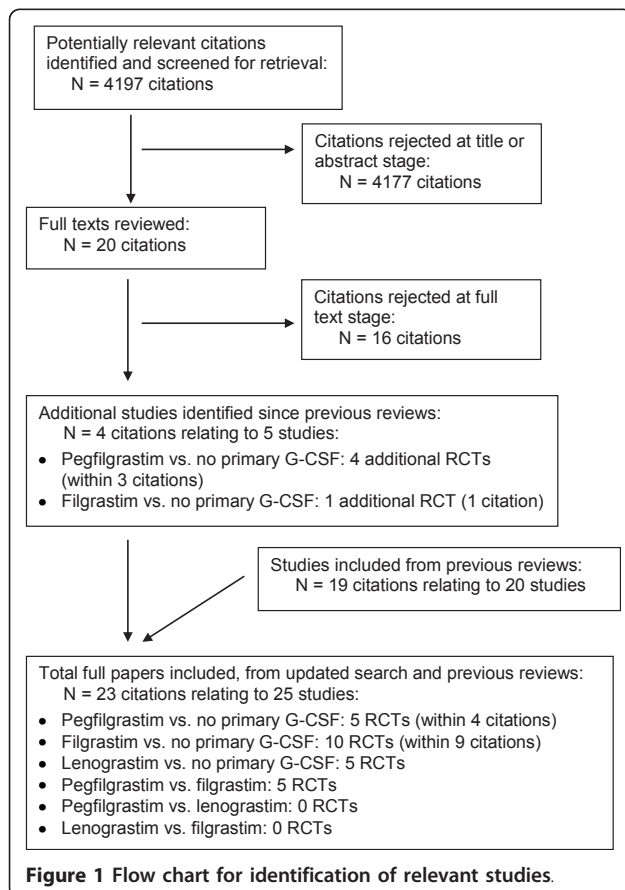 Potentially relevant citations
identified and screened for retrieval:
N = 4197 citations
Citations rejected at title or
abstract stage:
N = 4177 citations
Full texts reviewed:
N = 20 citations
Citations rejected at full
text stage:
N = 16 citations
Additional studies identified since previous reviews:
N = 4 citations relating to 5 studies:
• Pegfilgrastim vs. no primary G-CSF: 4 additional RCTs
(within 3 citations)
• Filgrastim vs. no primary G-CSF: 1 additional RCT (1 citation)
Studies included from previous reviews:
N = 19 citations relating to 20 studies
Total full papers included, from updated search and previous reviews:
N = 23 citations relating to 25 studies:
• Pegfilgrastim vs. no primary G-CSF: 5 RCTs (within 4 citations)
• Filgrastim vs. no primary G-CSF: 10 RCTs (within 9 citations)
• Lenograstim vs. no primary G-CSF: 5 RCTs
• Pegfilgrastim vs. filgrastim: 5 RCTs
• Pegfilgrastim vs. lenograstim: 0 RCTs
• Lenograstim vs. filgrastim: 0 RCTs
Figure 1 Flow chart for identification of relevant studies.